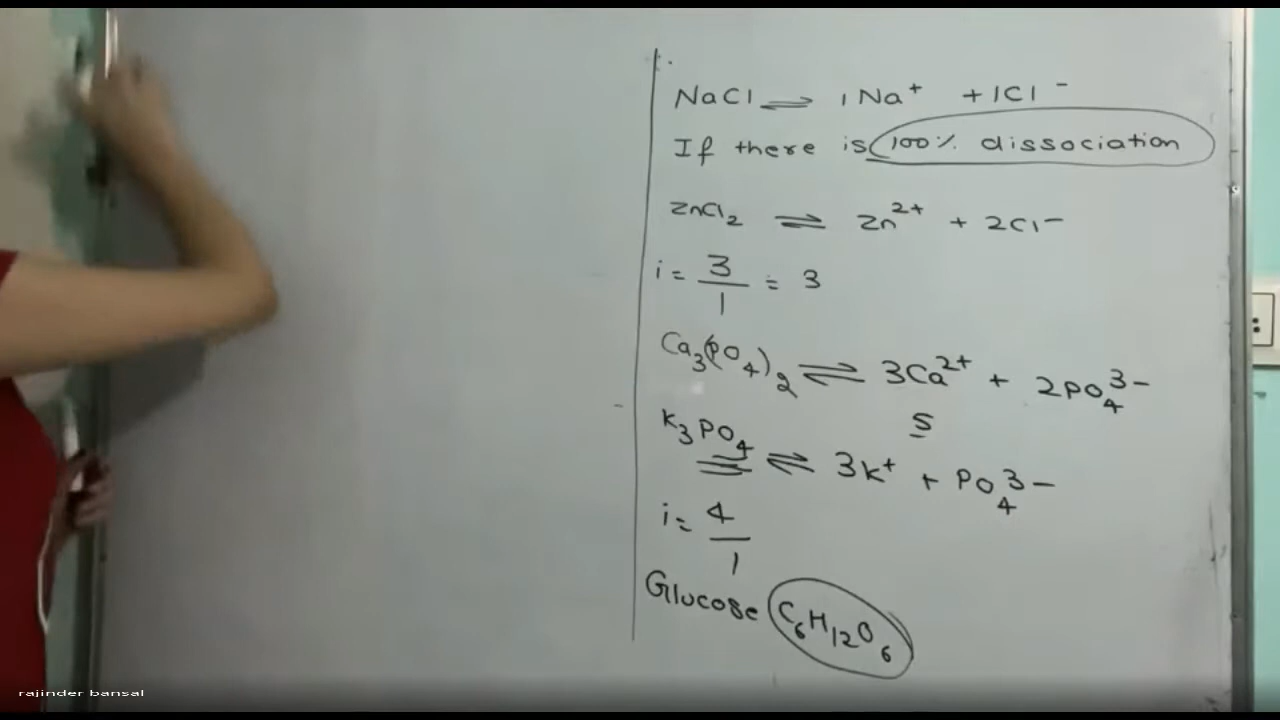 NaCl ⇌ 1Na⁺ + 1Cl⁻
If there is 100% dissociation
ZnCl₂ ⇌ Zn²⁺ + 2Cl⁻
i = 3/1 = 3
Ca₃(PO₄)₂ ⇌ 3Ca²⁺ + 2PO₄³⁻
5
K₃PO₄ ⇌ 3K⁺ + PO₄³⁻
i = 4/1
Glucose C₆H₁₂O₆
rajinder bansal